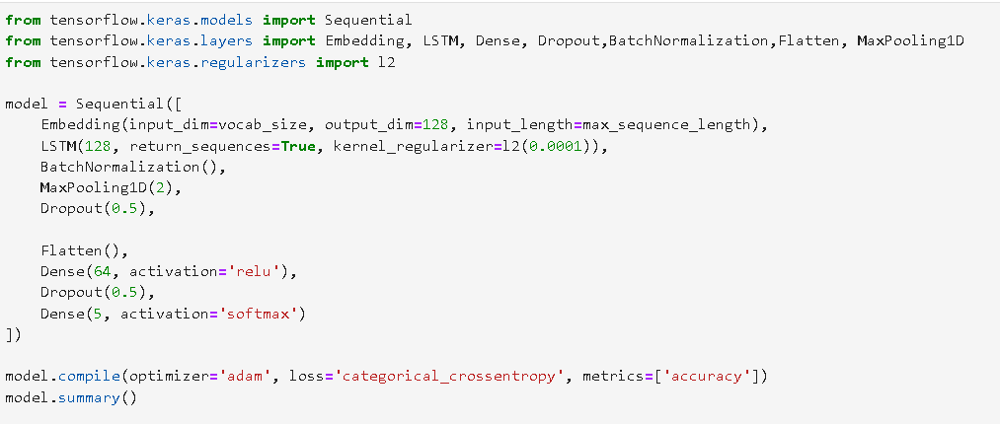 from tensorflow.keras.models import Sequential
from tensorflow.keras.layers import Embedding, LSTM, Dense, Dropout,BatchNormalization,Flatten, MaxPooling1D
from tensorflow.keras.regularizers import l2

model = Sequential([
    Embedding(input_dim=vocab_size, output_dim=128, input_length=max_sequence_length),
    LSTM(128, return_sequences=True, kernel_regularizer=l2(0.0001)),
    BatchNormalization(),
    MaxPooling1D(2),
    Dropout(0.5),

    Flatten(),
    Dense(64, activation='relu'),
    Dropout(0.5),
    Dense(5, activation='softmax')
])

model.compile(optimizer='adam', loss='categorical_crossentropy', metrics=['accuracy'])
model.summary()